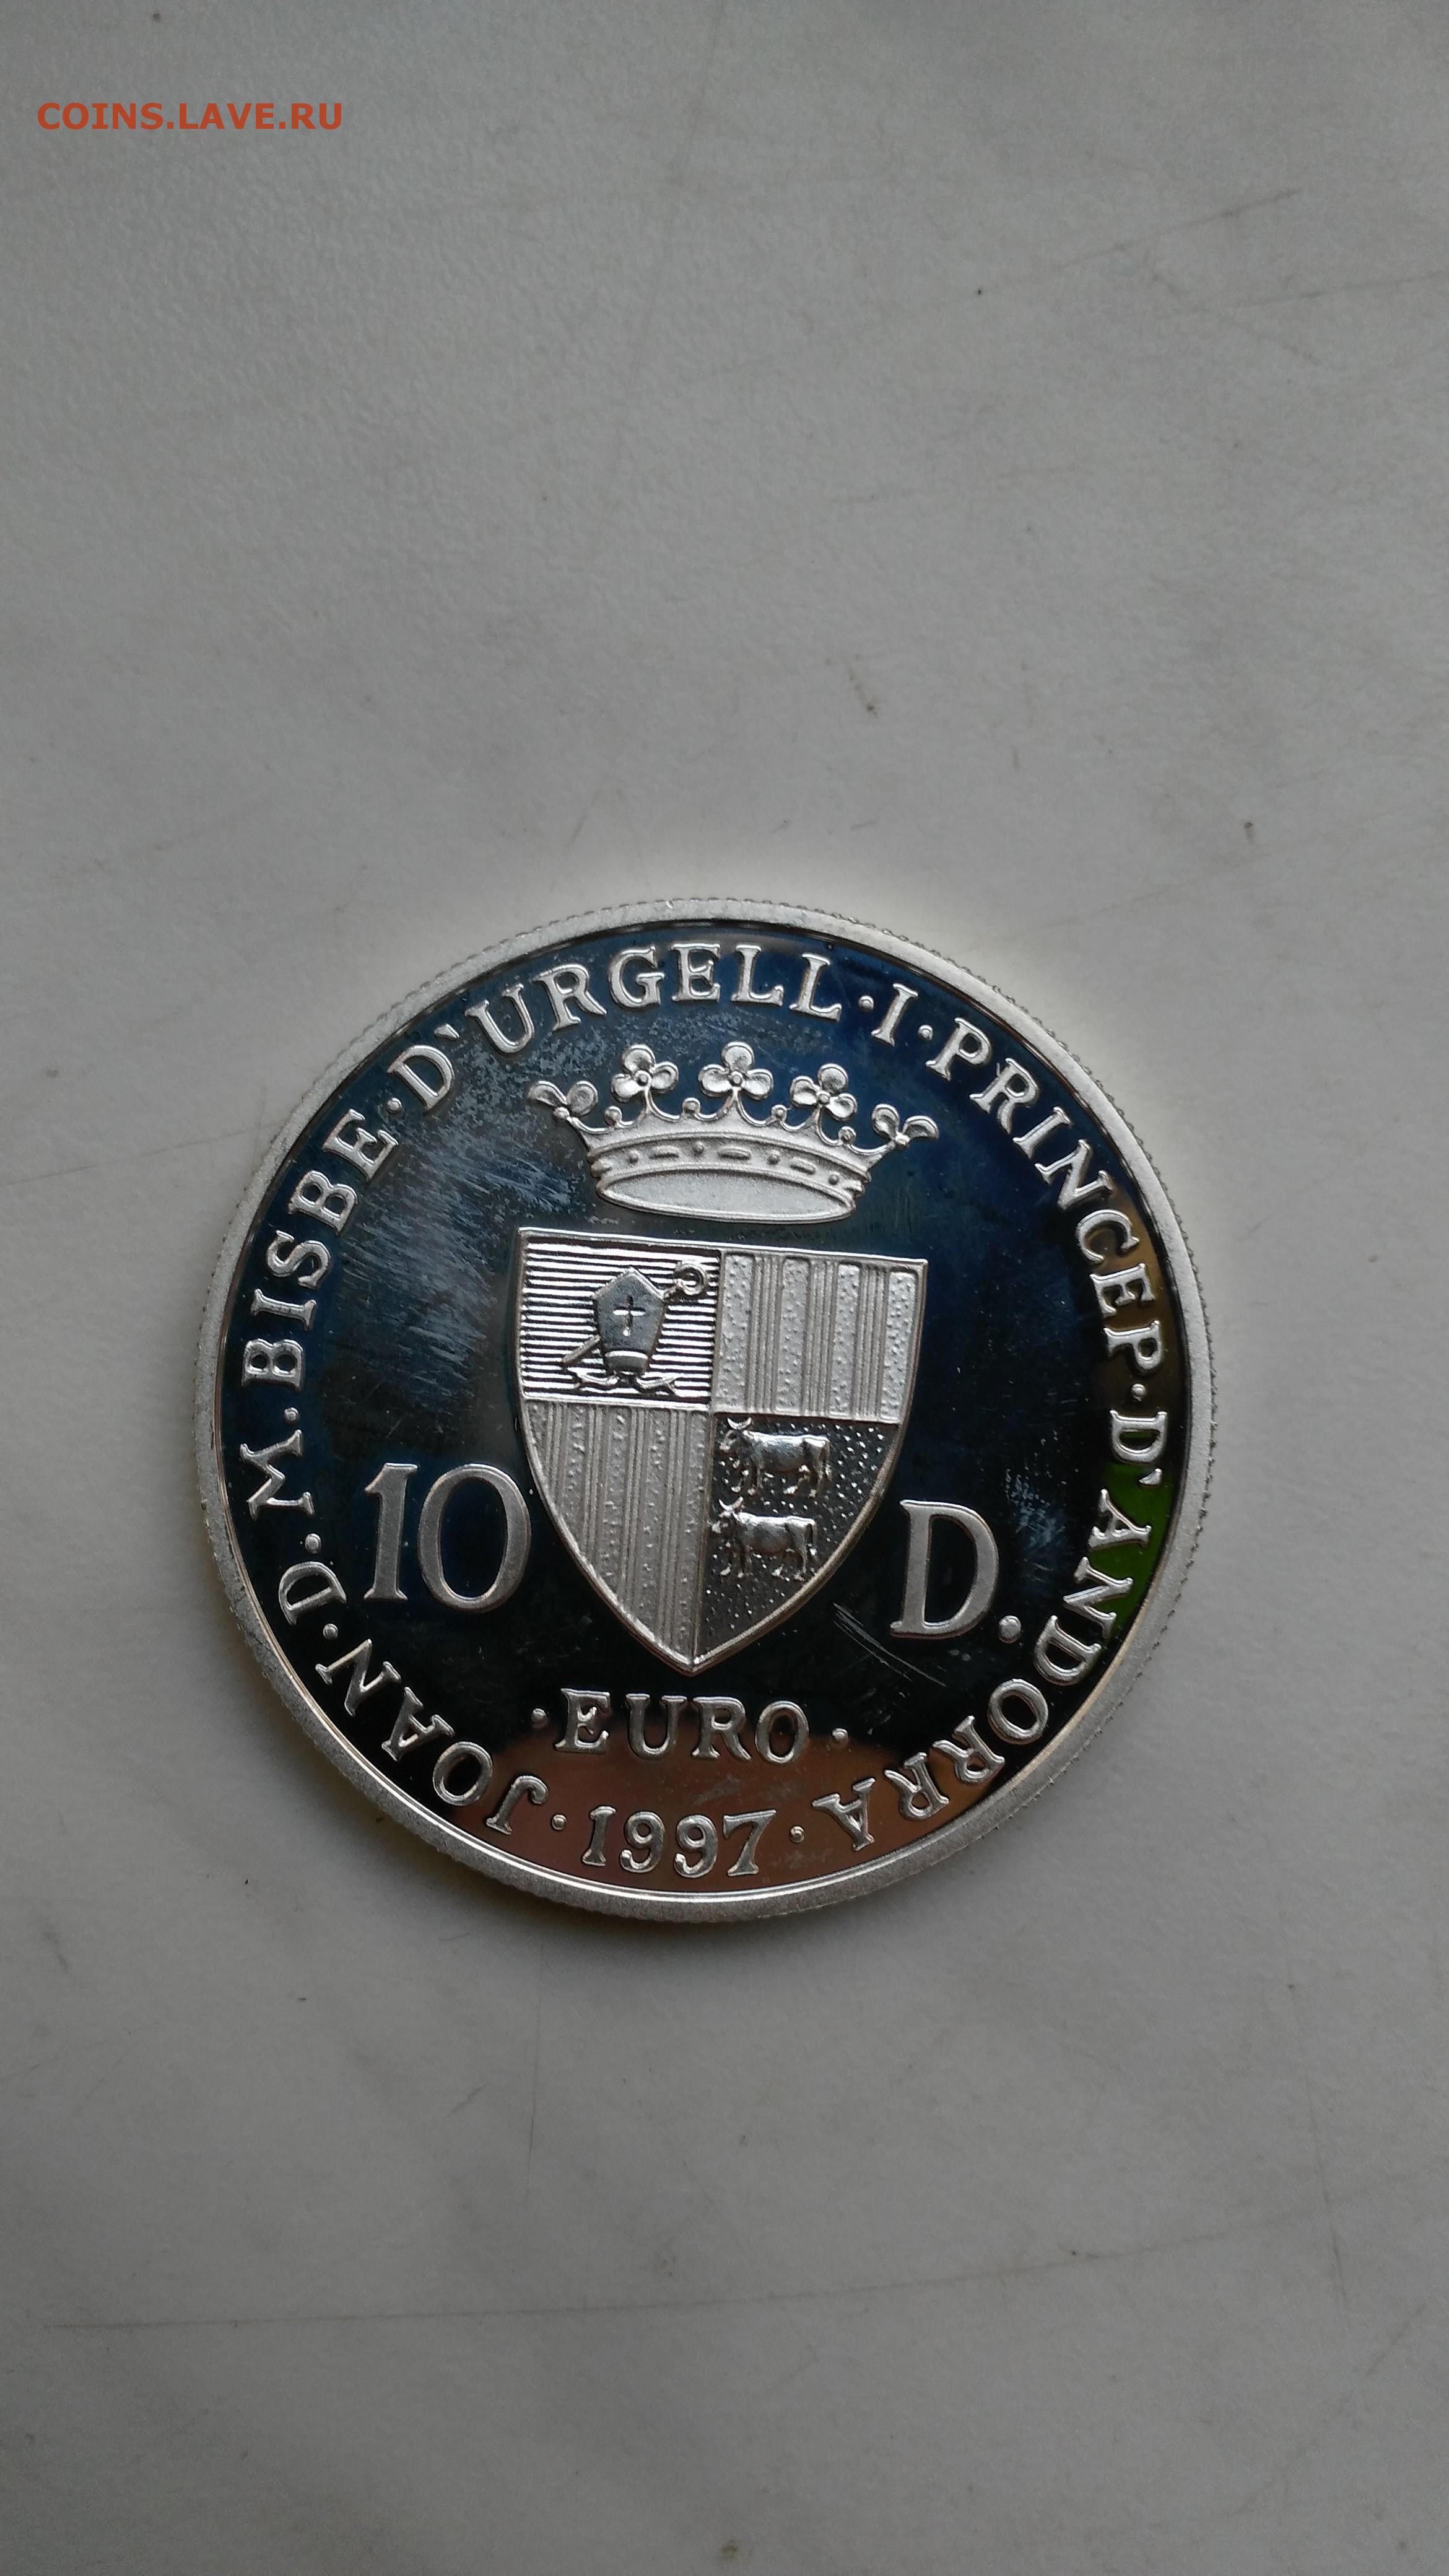 COINS.LAVE.RU
JOAN·D·D·M·BISBE·D'URGELL·I·PRINCEP·D'ANDORRA
10 D.
·EURO·
·1997·